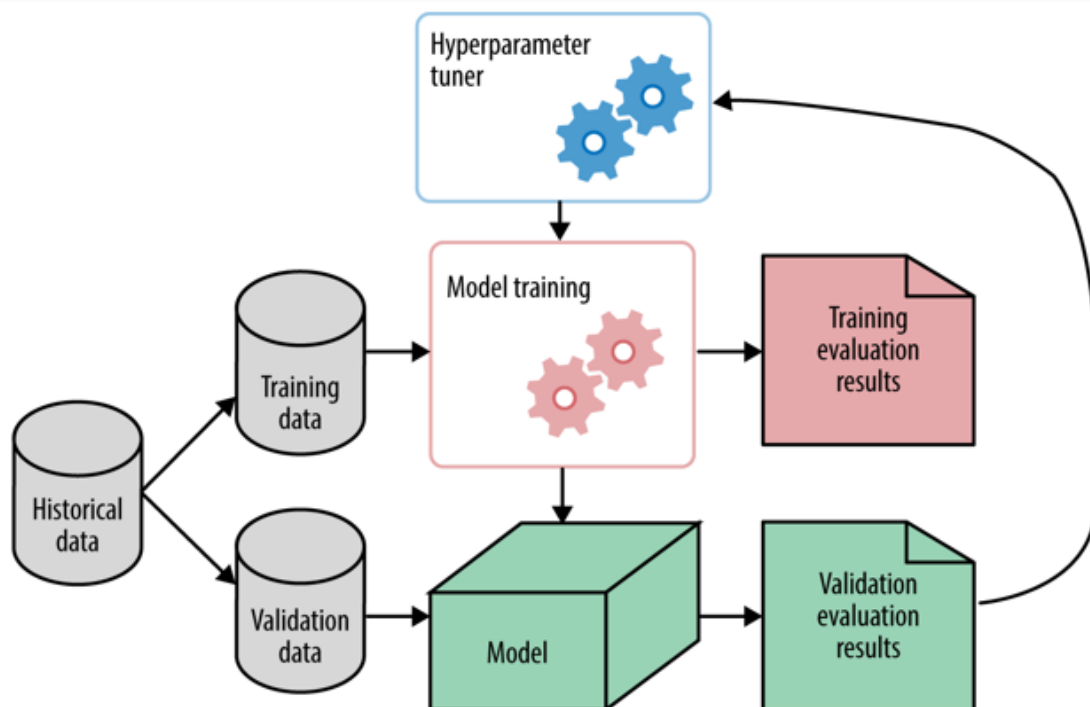 Hyperparameter
tuner
Model training
Training
evaluation
results
Training
data
Historical
data
Validation
data
Model
Validation
evaluation
results